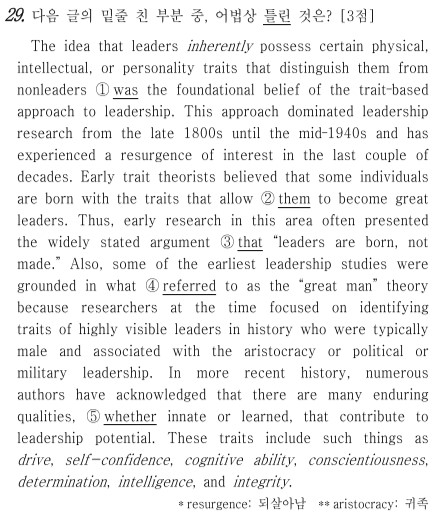 29. 다음 글의 밑줄 친 부분 중, 어법상 틀린 것은? [3점]
The idea that leaders inherently possess certain physical,
intellectual, or personality traits that distinguish them from
nonleaders ① was the foundational belief of the trait-based
approach to leadership. This approach dominated leadership
research from the late 1800s until the mid-1940s and has
experienced a resurgence of interest in the last couple of
decades. Early trait theorists believed that some individuals
are born with the traits that allow ② them to become great
leaders. Thus, early research in this area often presented
the widely stated argument ③ that “leaders are born, not
made.” Also, some of the earliest leadership studies were
grounded in what ④ referred to as the “great man” theory
because researchers at the time focused on identifying
traits of highly visible leaders in history who were typically
male and associated with the aristocracy or political or
military leadership. In more recent history, numerous
authors have acknowledged that there are many enduring
qualities, ⑤ whether innate or learned, that contribute to
leadership potential. These traits include such things as
drive, self-confidence, cognitive ability, conscientiousness,
determination, intelligence, and integrity.
* resurgence: 되살아남 ** aristocracy: 귀족